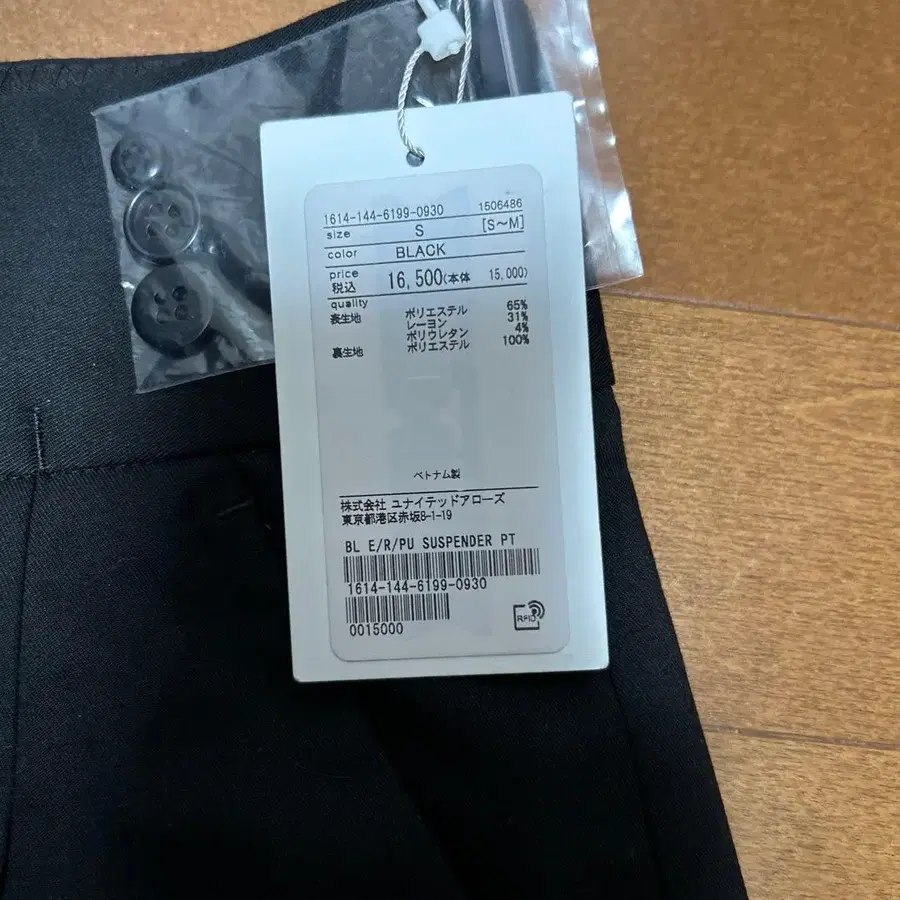 1614-144-6199-0930 1506486
size S [S～M]
color BLACK
price
税込 16,500(本体 15,000)
quality
表生地 ポリエステル 65%
レーヨン 31%
ポリウレタン 4%
裏生地 ポリエステル 100%
ベトナム製
株式会社 ユナイテッドアローズ
東京都港区赤坂8-1-19
BL E/R/PU SUSPENDER PT
1614-144-6199-0930
0015000
RFID